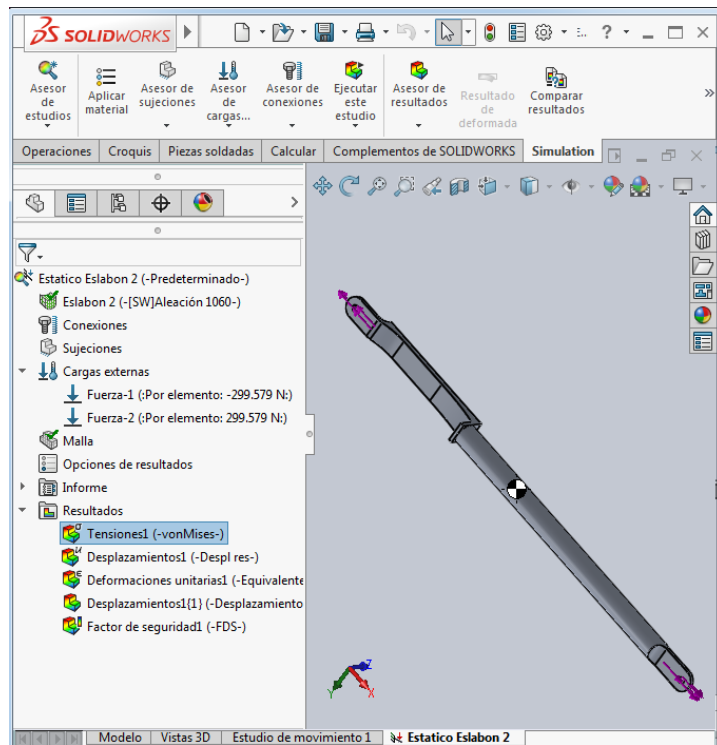 SOLIDWORKS
Asesor de estudios
Aplicar material
Asesor de sujeciones
Asesor de cargas...
Asesor de conexiones
Ejecutar este estudio
Asesor de resultados
Resultado de deformada
Comparar resultados
Operaciones Croquis Piezas soldadas Calcular Complementos de SOLIDWORKS Simulation
Estatico Eslabon 2 (-Predeterminado-)
Eslabon 2 (-[SW]Aleación 1060-)
Conexiones
Sujeciones
Cargas externas
Fuerza-1 (:Por elemento: -299.579 N:)
Fuerza-2 (:Por elemento: 299.579 N:)
Malla
Opciones de resultados
Informe
Resultados
Tensiones1 (-vonMises-)
Desplazamientos1 (-Despl res-)
Deformaciones unitarias1 (-Equivalente
Desplazamientos1{1} (-Desplazamiento
Factor de seguridad1 (-FDS-)
Z
Y
X
Modelo Vistas 3D Estudio de movimiento 1 Estatico Eslabon 2